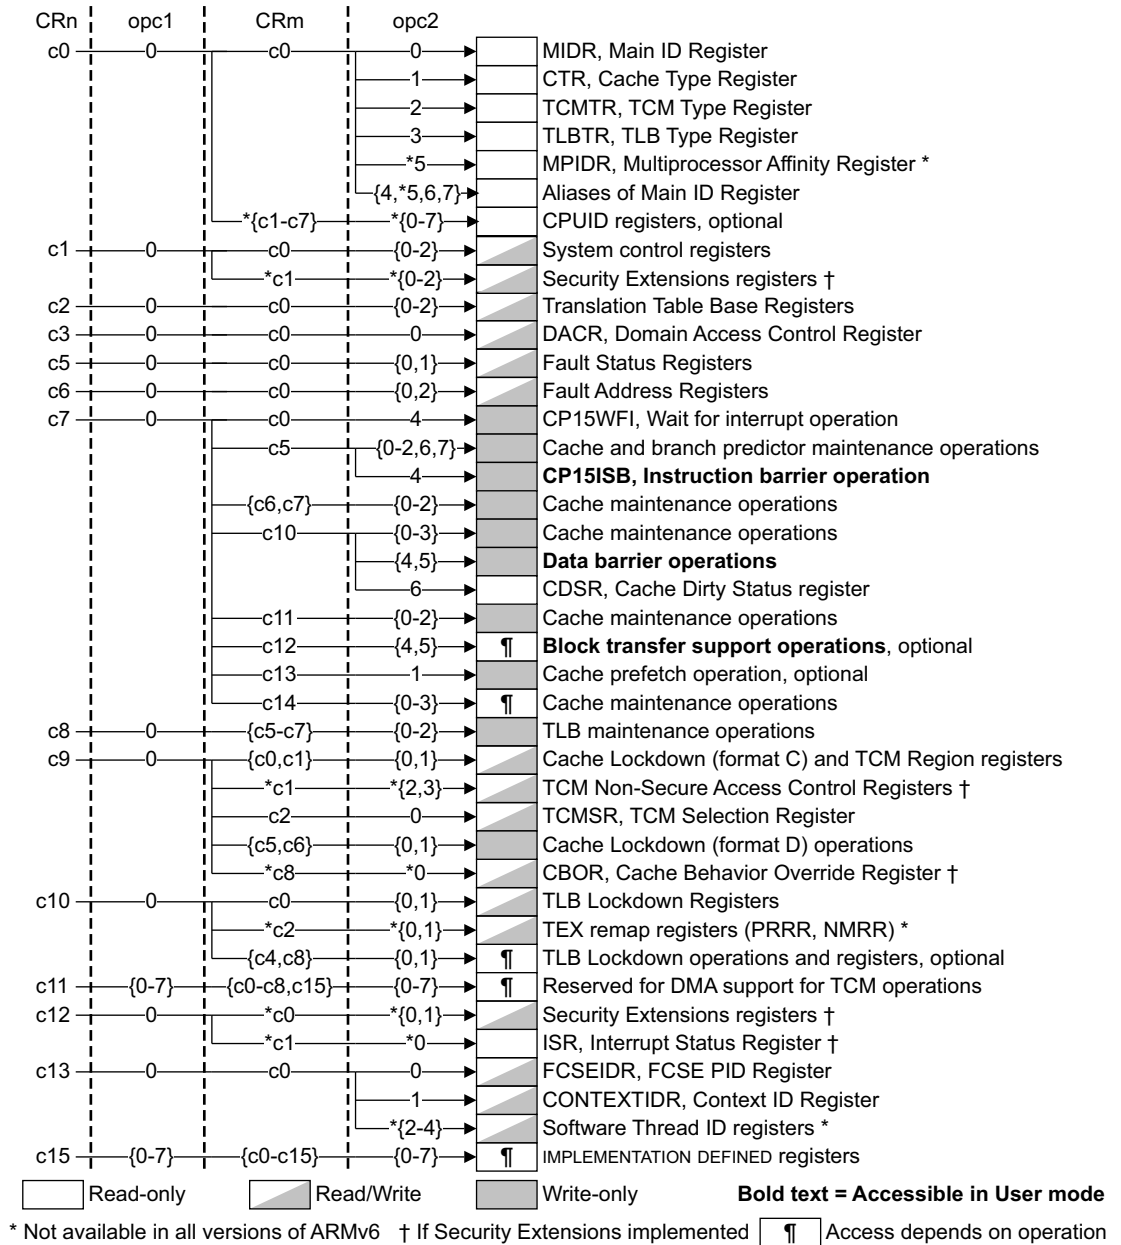 CRn opc1 CRm opc2
c0 0 c0 0 MIDR, Main ID Register
1 CTR, Cache Type Register
2 TCMTR, TCM Type Register
3 TLBTR, TLB Type Register
*5 MPIDR, Multiprocessor Affinity Register *
{4,*5,6,7} Aliases of Main ID Register
*{c1-c7} *{0-7} CPUID registers, optional
c1 0 c0 {0-2} System control registers
*c1 *{0-2} Security Extensions registers †
c2 0 c0 {0-2} Translation Table Base Registers
c3 0 c0 0 DACR, Domain Access Control Register
c5 0 c0 {0,1} Fault Status Registers
c6 0 c0 {0,2} Fault Address Registers
c7 0 c0 4 CP15WFI, Wait for interrupt operation
c5 {0-2,6,7} Cache and branch predictor maintenance operations
4 CP15ISB, Instruction barrier operation
{c6,c7} {0-2} Cache maintenance operations
c10 {0-3} Cache maintenance operations
{4,5} Data barrier operations
6 CDSR, Cache Dirty Status register
c11 {0-2} Cache maintenance operations
c12 {4,5} ¶ Block transfer support operations, optional
c13 1 Cache prefetch operation, optional
c14 {0-3} ¶ Cache maintenance operations
c8 0 {c5-c7} {0-2} TLB maintenance operations
c9 0 {c0,c1} {0,1} Cache Lockdown (format C) and TCM Region registers
*c1 *{2,3} TCM Non-Secure Access Control Registers †
c2 0 TCMSR, TCM Selection Register
{c5,c6} {0,1} Cache Lockdown (format D) operations
*c8 *0 CBOR, Cache Behavior Override Register †
c10 0 c0 {0,1} TLB Lockdown Registers
*c2 *{0,1} TEX remap registers (PRRR, NMRR) *
{c4,c8} {0,1} ¶ TLB Lockdown operations and registers, optional
c11 {0-7} {c0-c8,c15} {0-7} ¶ Reserved for DMA support for TCM operations
c12 0 *c0 *{0,1} Security Extensions registers †
*c1 *0 ISR, Interrupt Status Register †
c13 0 c0 0 FCSEIDR, FCSE PID Register
1 CONTEXTIDR, Context ID Register
*{2-4} Software Thread ID registers *
c15 {0-7} {c0-c15} {0-7} ¶ IMPLEMENTATION DEFINED registers
Read-only Read/Write Write-only Bold text = Accessible in User mode
* Not available in all versions of ARMv6 † If Security Extensions implemented ¶ Access depends on operation